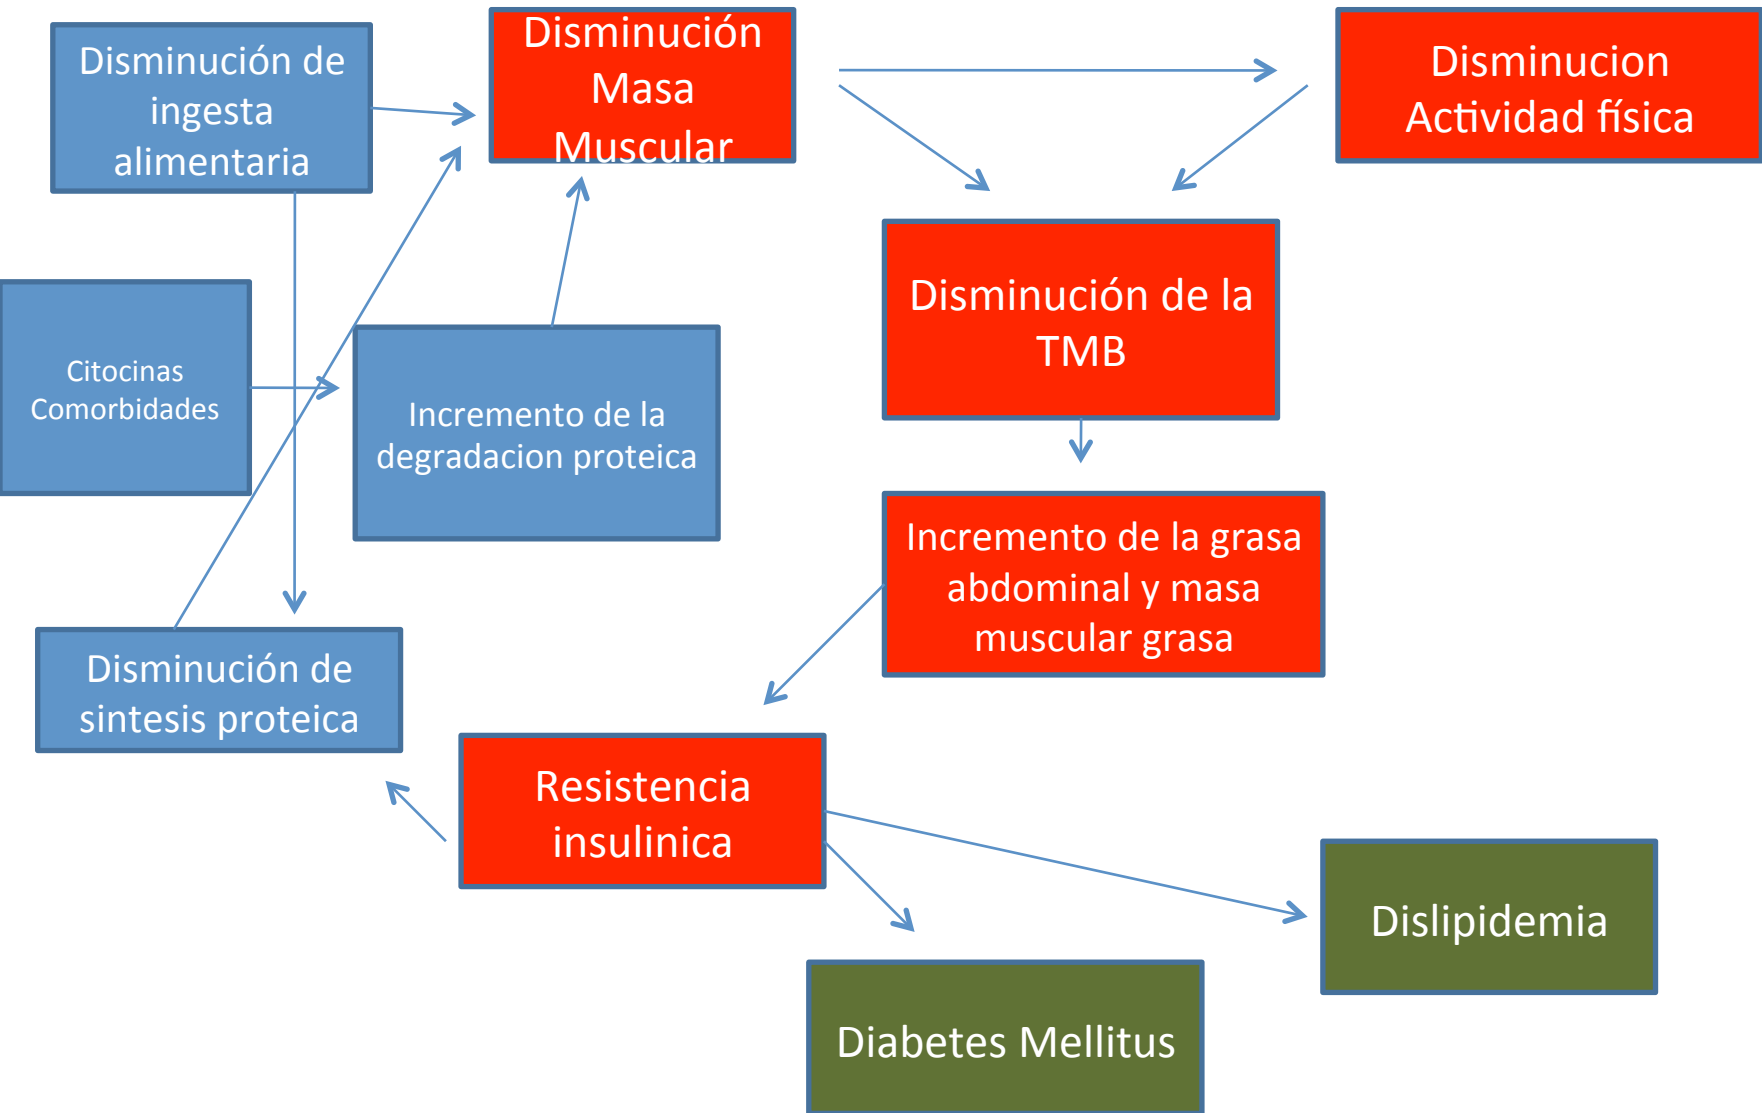 Disminución de
ingesta
alimentaria
Disminución
Masa
Muscular
Disminucion
Actividad física
Disminución de la
TMB
Citocinas
Comorbidades
Incremento de la
degradacion proteica
Incremento de la grasa
abdominal y masa
muscular grasa
Disminución de
sintesis proteica
Resistencia
insulinica
Dislipidemia
Diabetes Mellitus